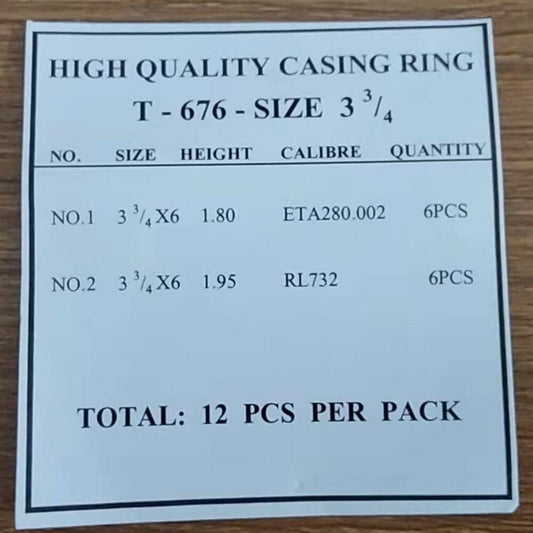 HIGH QUALITY CASING RING
T - 676 - SIZE 3 3/4
NO. SIZE HEIGHT CALIBRE QUANTITY
NO.1 3 3/4 X6 1.80 ETA280.002 6PCS
NO.2 3 3/4 X6 1.95 RL732 6PCS
TOTAL: 12 PCS PER PACK